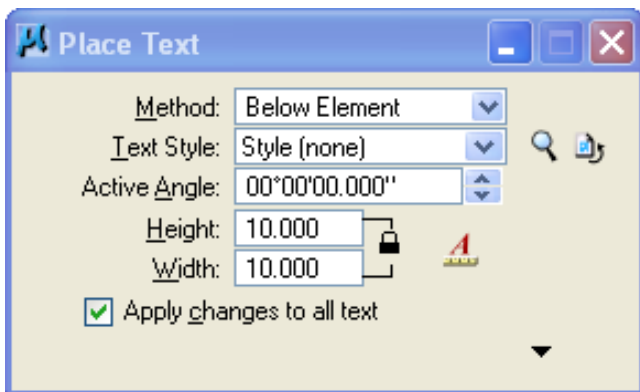 Place Text
Method: Below Element
Text Style: Style (none)
Active Angle: 00°00'00.000"
Height: 10.000
Width: 10.000
Apply changes to all text